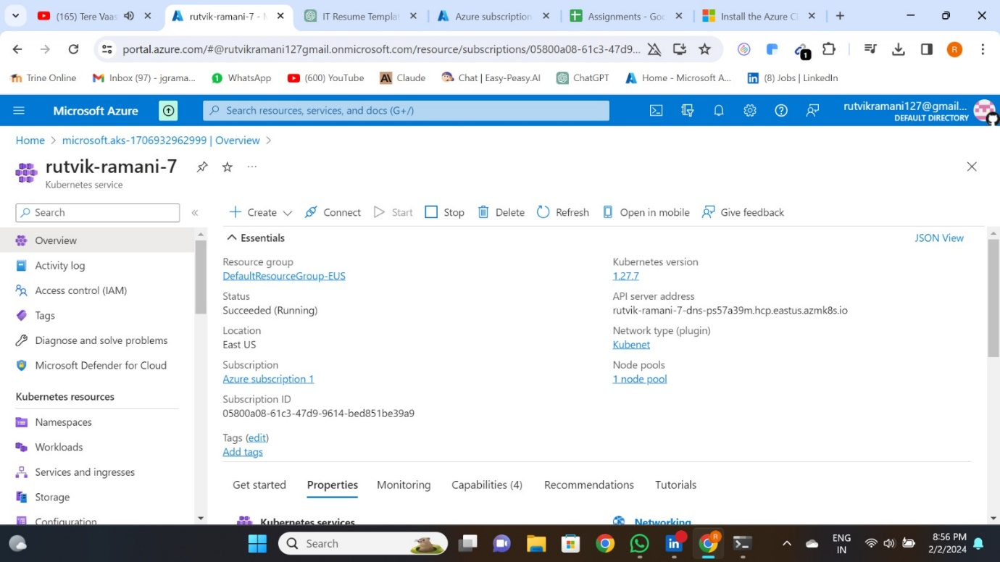 (165) Tere Vaas
rutvik-ramani-7 - M
IT Resume Templat
Azure subscription
Assignments - Goo
Install the Azure C
portal.azure.com/#@rutvikramani127gmail.onmicrosoft.com/resource/subscriptions/05800a08-61c3-47d9...
1
R
Trine Online
Inbox (97) - jgrama...
1 WhatsApp
(600) YouTube
Claude
Chat | Easy-Peasy.AI
ChatGPT
Home - Microsoft A...
(8) Jobs | LinkedIn
Microsoft Azure
Search resources, services, and docs (G+/)
rutvikramani127@gmail...
DEFAULT DIRECTORY
Home > microsoft.aks-1706932962999 | Overview >
rutvik-ramani-7
Kubernetes service
Search
Create
Connect
Start
Stop
Delete
Refresh
Open in mobile
Give feedback
Overview
Activity log
Access control (IAM)
Tags
Diagnose and solve problems
Microsoft Defender for Cloud
Kubernetes resources
Namespaces
Workloads
Services and ingresses
Storage
Configuration
Essentials
JSON View
Resource group
DefaultResourceGroup-EUS
Status
Succeeded (Running)
Location
East US
Subscription
Azure subscription 1
Subscription ID
05800a08-61c3-47d9-9614-bed851be39a9
Tags (edit)
Add tags
Kubernetes version
1.27.7
API server address
rutvik-ramani-7-dns-ps57a39m.hcp.eastus.azmk8s.io
Network type (plugin)
Kubenet
Node pools
1 node pool
Get started
Properties
Monitoring
Capabilities (4)
Recommendations
Tutorials
Kubernetes services
Networking
Search
R
ENG
IN
8:56 PM
2/2/2024